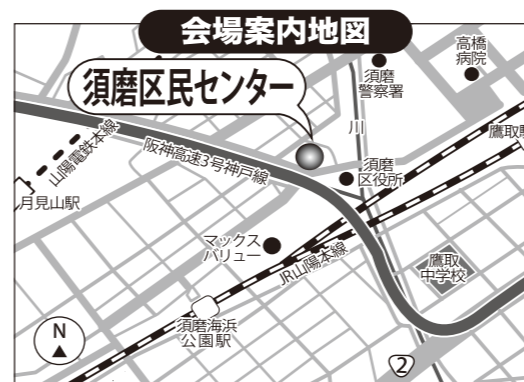 会場案内地図
須磨区民センター
高橋
病院
須磨
警察署
川
鷹取駅
山陽電鉄本線
阪神高速3号神戸線
須磨
区役所
月見山駅
マックス
バリュー
JR山陽本線
鷹取
中学校
須磨海浜
公園駅
N
2